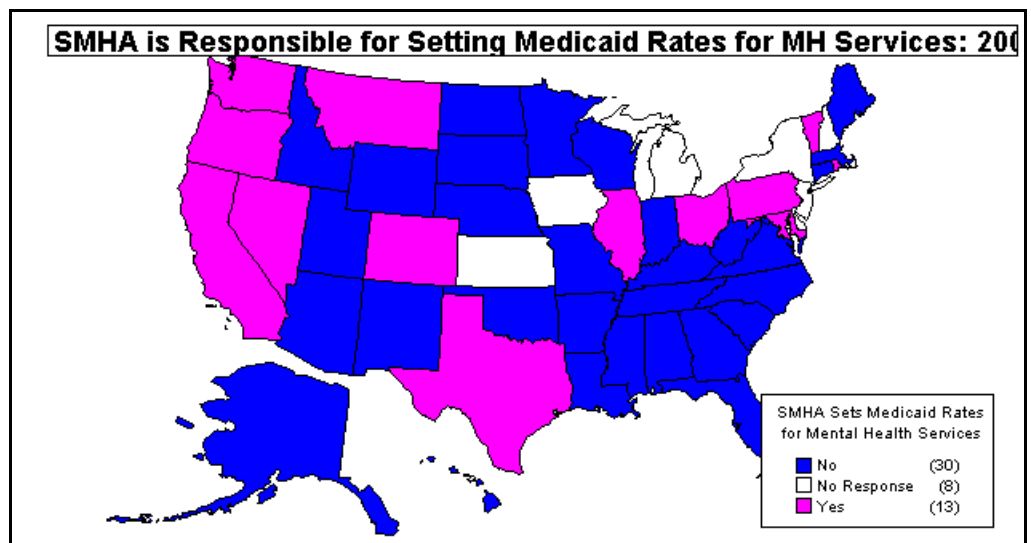 SMHA is Responsible for Setting Medicaid Rates for MH Services: 200
SMHA Sets Medicaid Rates
for Mental Health Services
No (30)
No Response (8)
Yes (13)